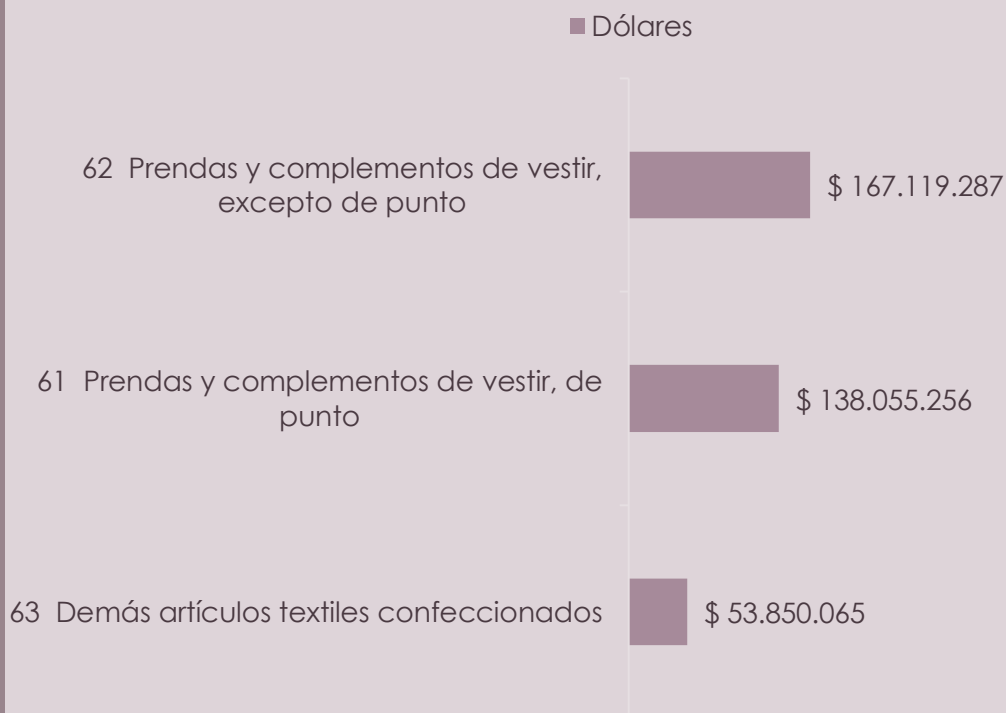 Dólares
62 Prendas y complementos de vestir,
excepto de punto
$ 167.119.287
61 Prendas y complementos de vestir, de
punto
$ 138.055.256
63 Demás artículos textiles confeccionados
$ 53.850.065